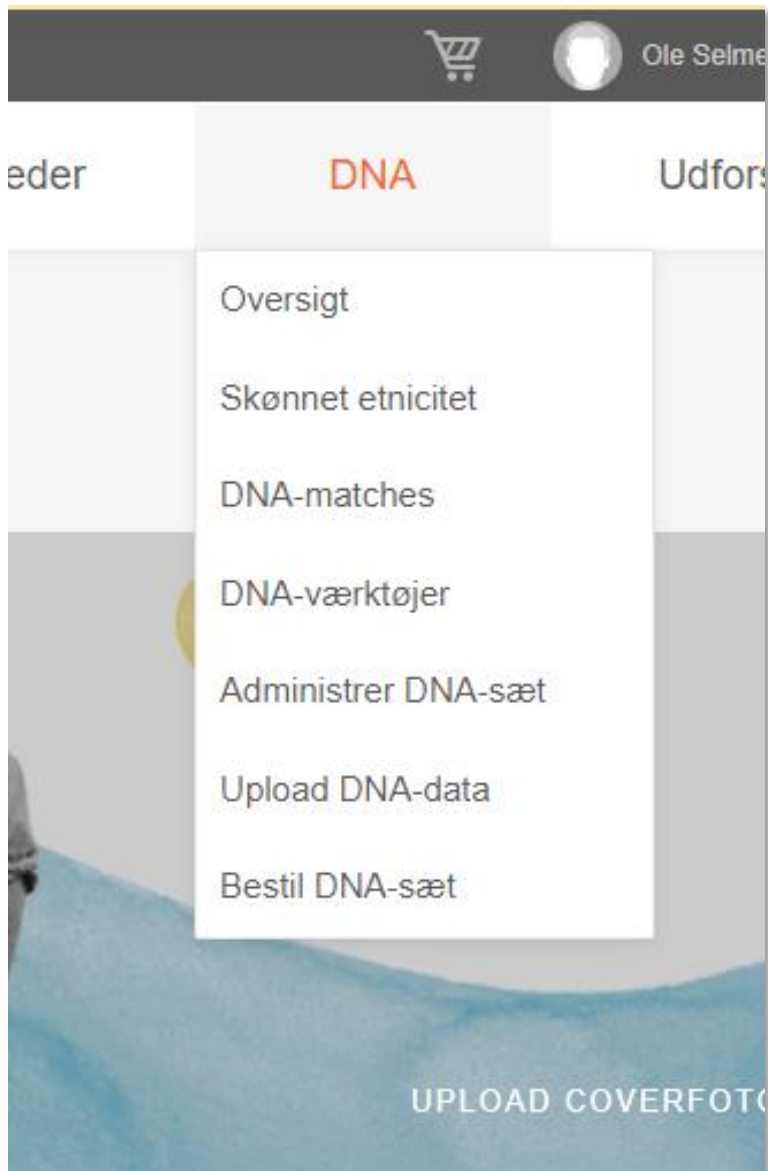 Ole Selme
eder DNA Udfors
Oversigt
Skønnet etnicitet
DNA-matches
DNA-værktøjer
Administrer DNA-sæt
Upload DNA-data
Bestil DNA-sæt
UPLOAD COVERFOTO